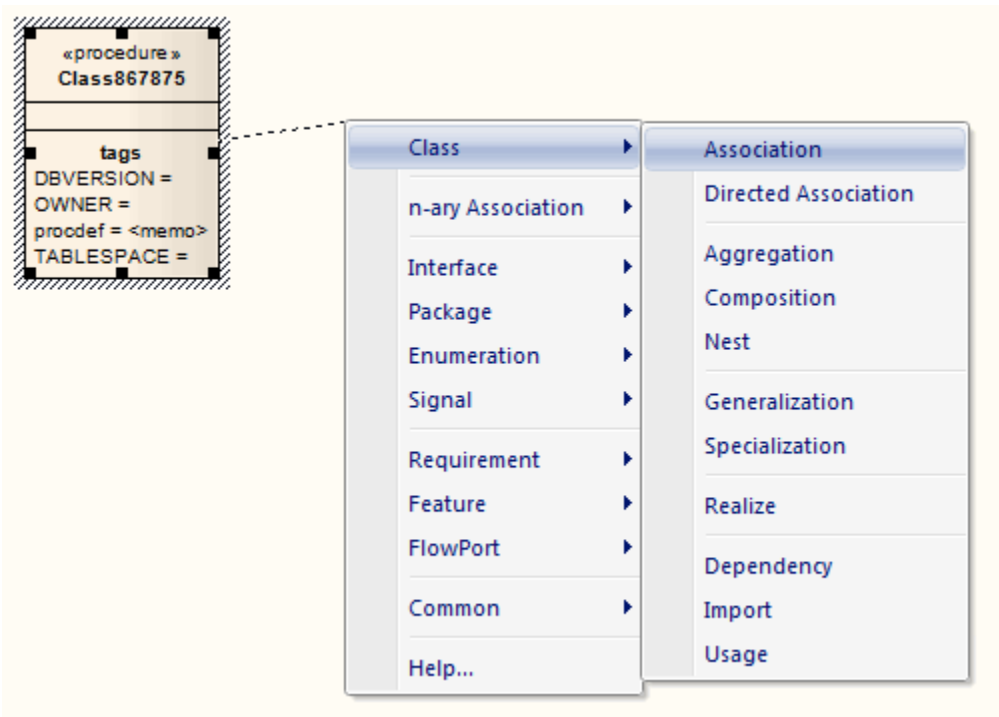 «procedure»
Class867875
tags
DBVERSION =
OWNER =
procdef = <memo>
TABLESPACE =
Class
n-ary Association
Interface
Package
Enumeration
Signal
Requirement
Feature
FlowPort
Common
Help...
Association
Directed Association
Aggregation
Composition
Nest
Generalization
Specialization
Realize
Dependency
Import
Usage